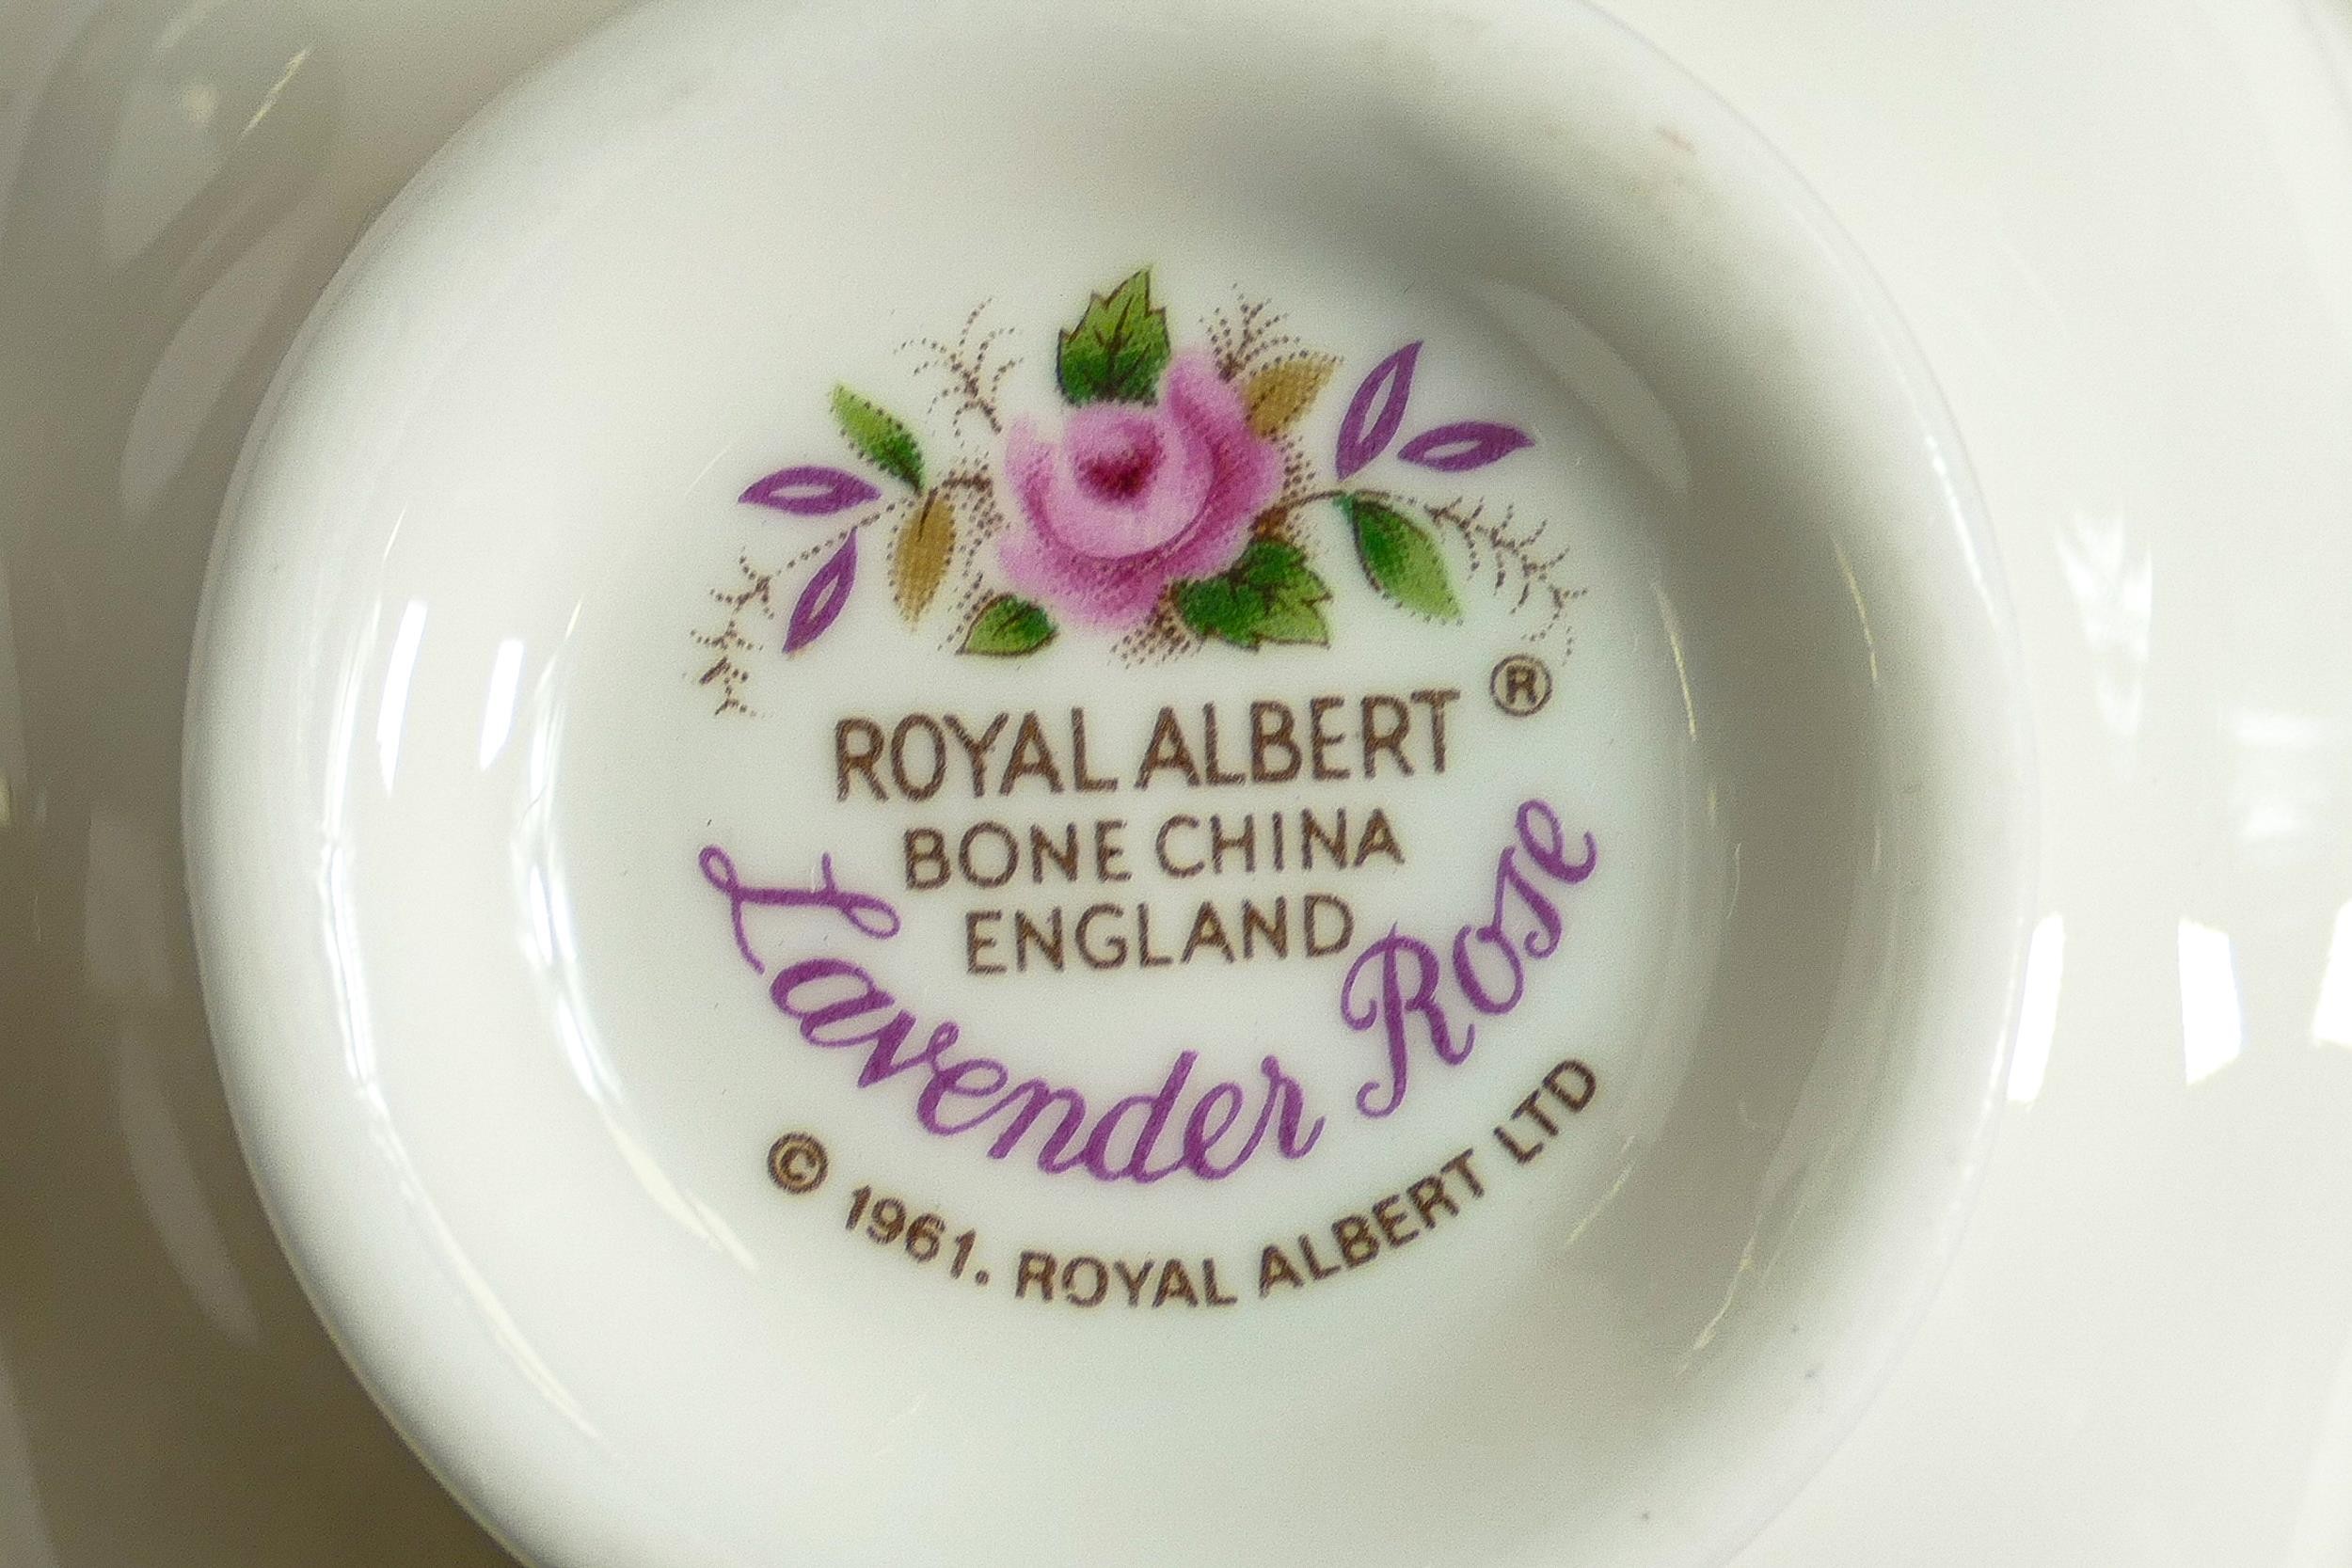 ROYAL ALBERT ®
BONE CHINA
ENGLAND
Lavender Rose
© 1961. ROYAL ALBERT LTD